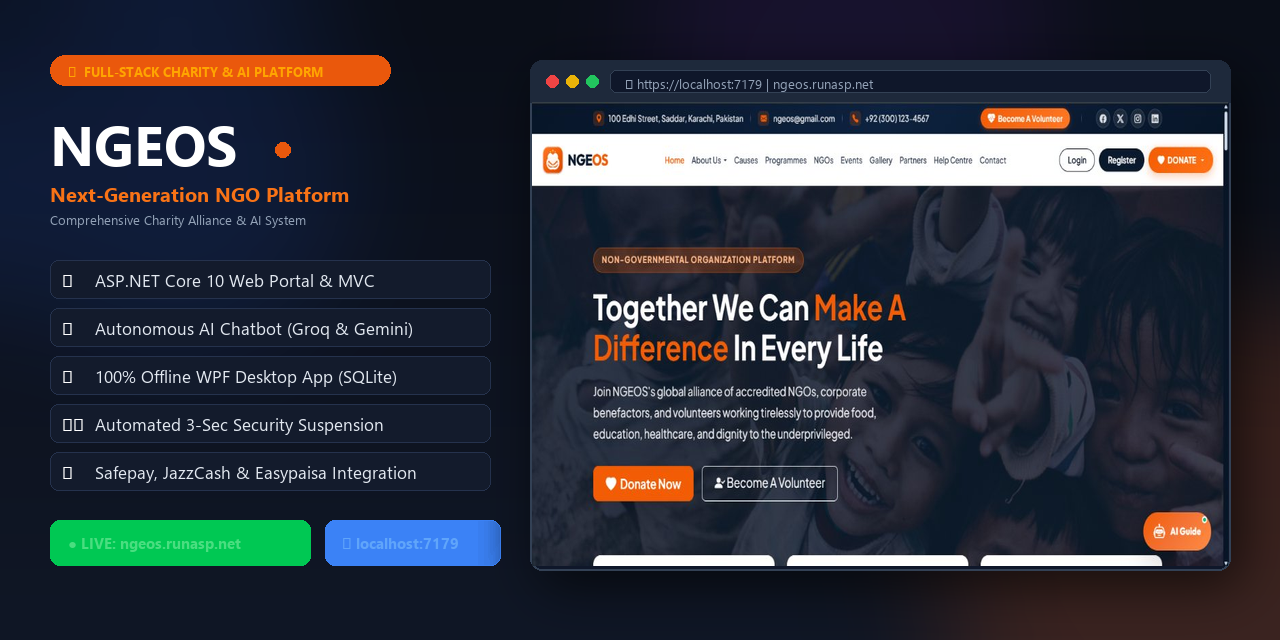 FULL-STACK CHARITY & AI PLATFORM
NGEOS
Next-Generation NGO Platform
Comprehensive Charity Alliance & AI System
ASP.NET Core 10 Web Portal & MVC
Autonomous AI Chatbot (Groq & Gemini)
100% Offline WPF Desktop App (SQLite)
Automated 3-Sec Security Suspension
Safepay, JazzCash & Easypaisa Integration
● LIVE: ngeos.runasp.net
localhost:7179
https://localhost:7179 | ngeos.runasp.net
100 Edhi Street, Saddar, Karachi, Pakistan ngeos@gmail.com +92 (300) 123-4567 Become A Volunteer
NGEOS Home About Us Causes Programmes NGOs Events Gallery Partners Help Centre Contact Login Register DONATE
NON-GOVERNMENTAL ORGANIZATION PLATFORM
Together We Can Make A
Difference In Every Life
Join NGEOS's global alliance of accredited NGOs, corporate
benefactors, and volunteers working tirelessly to provide food,
education, healthcare, and dignity to the underprivileged.
Donate Now Become A Volunteer
AI Guide